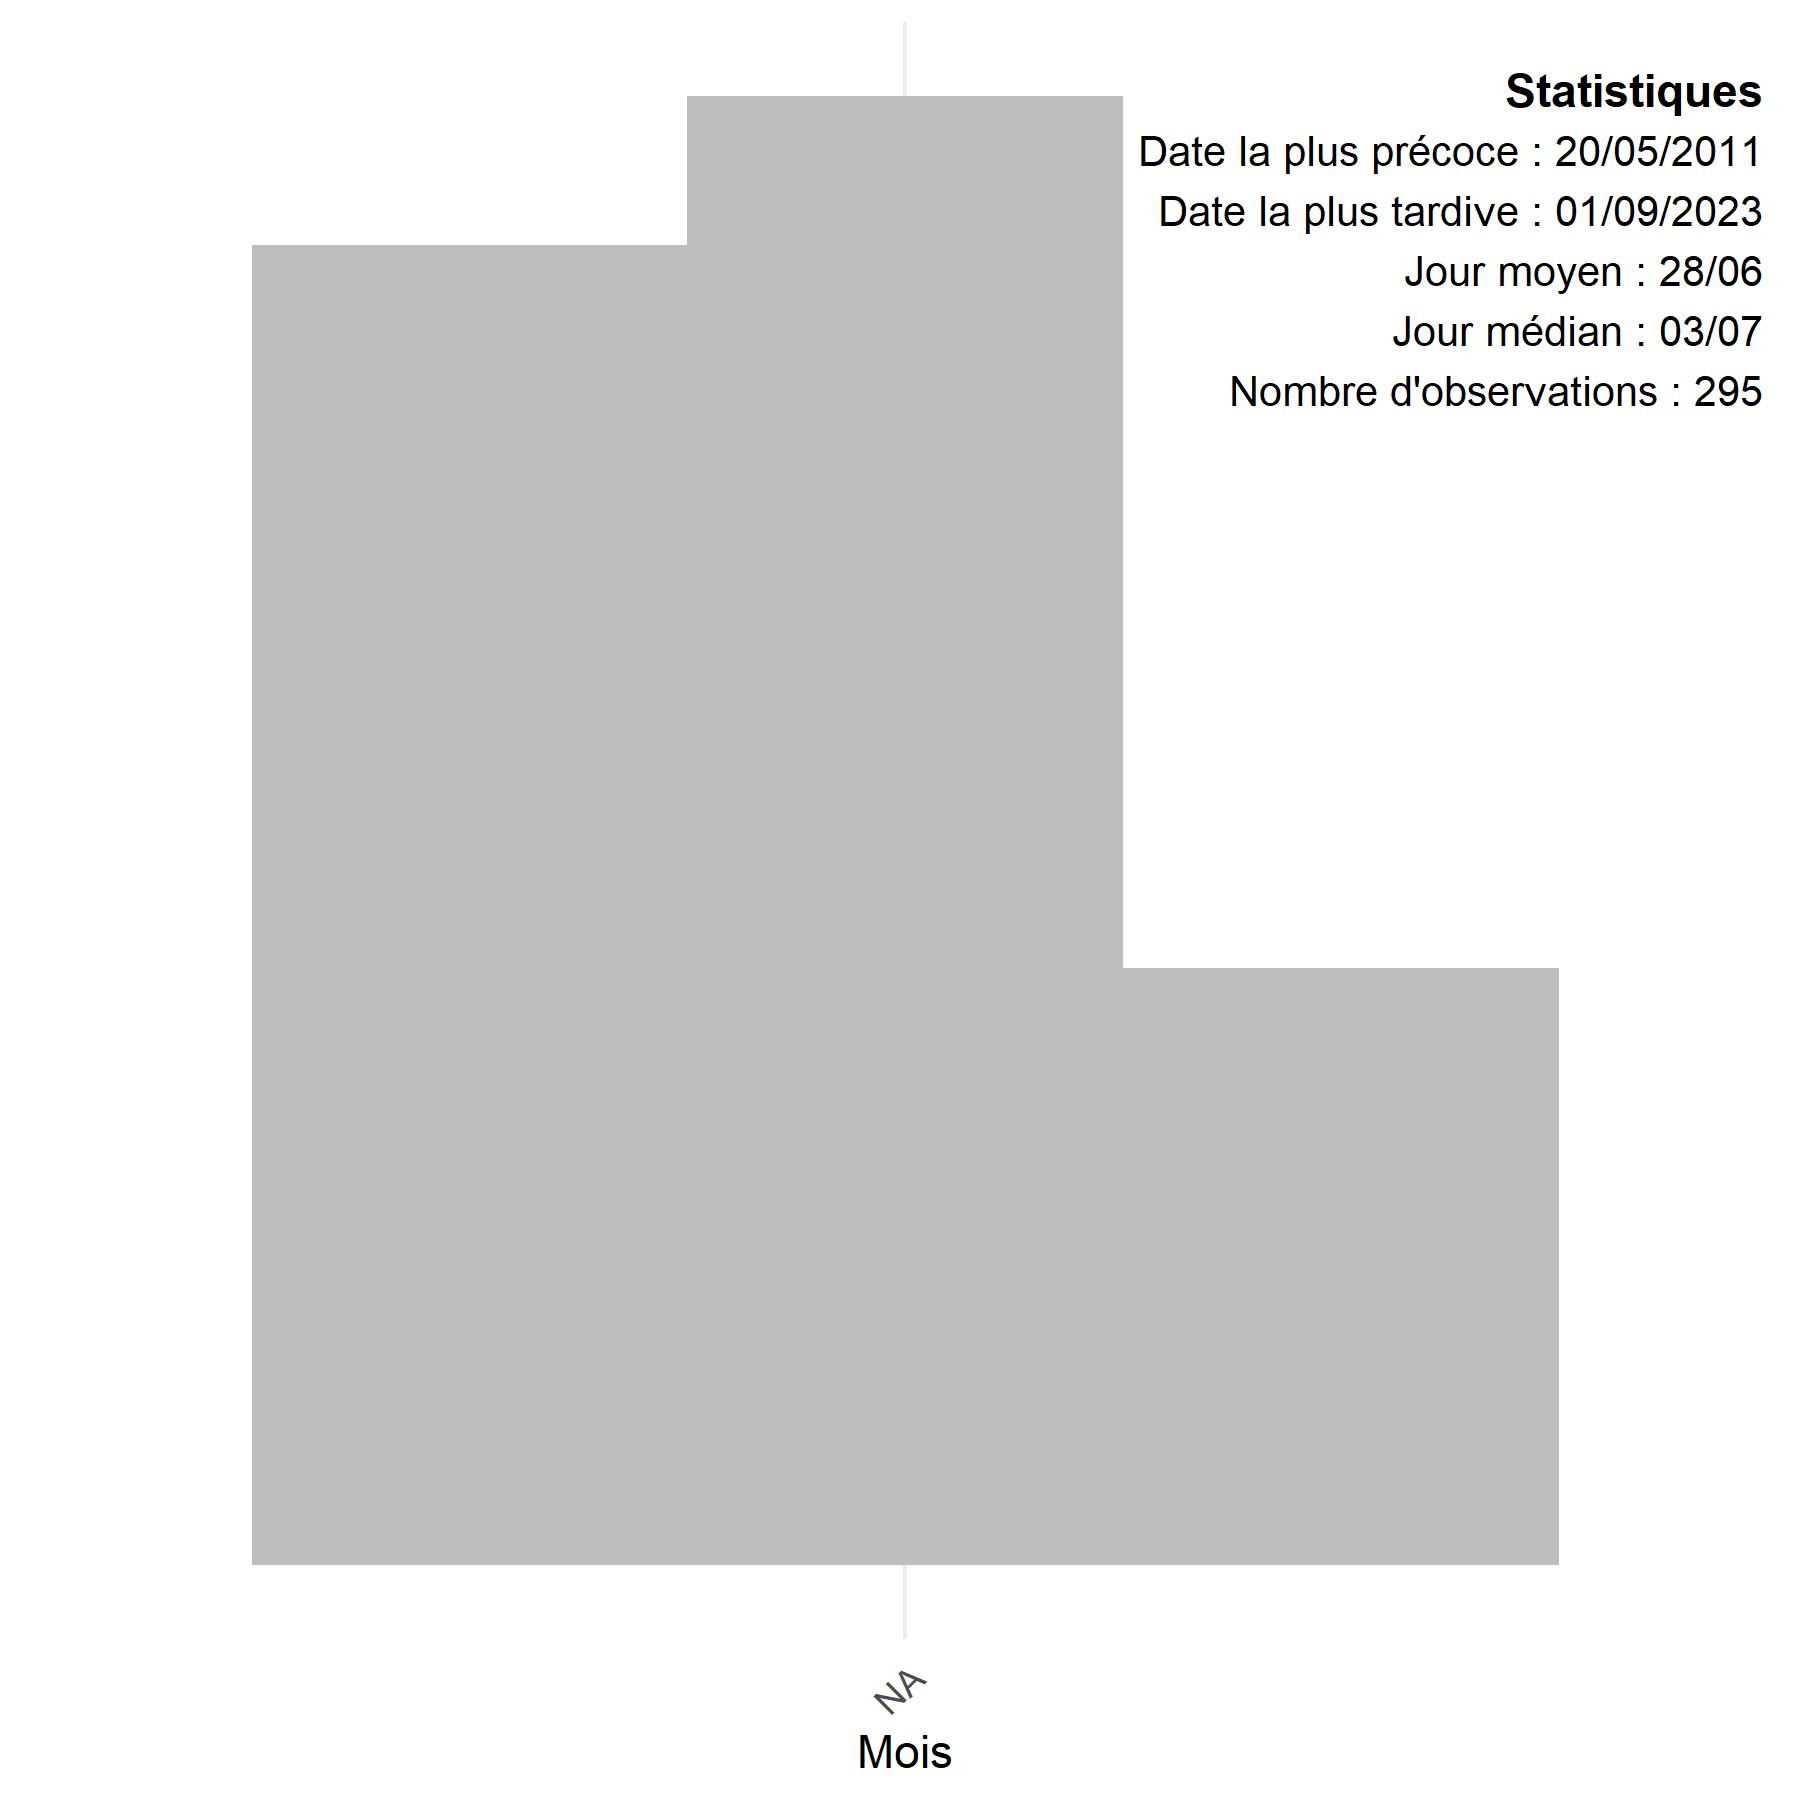 Statistiques
Date la plus précoce : 20/05/2011
Date la plus tardive : 01/09/2023
Jour moyen : 28/06
Jour médian : 03/07
Nombre d'observations : 295
NA
Mois